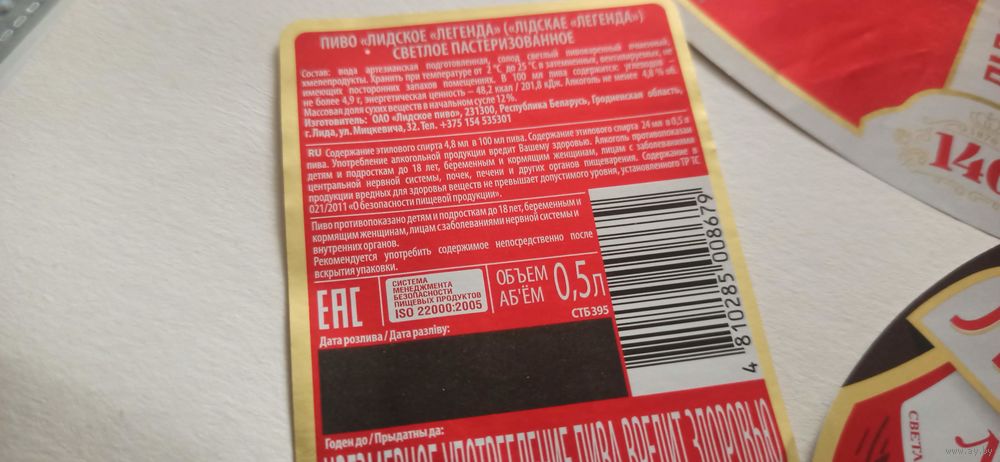 ПИВО «ЛИДСКОЕ «ЛЕГЕНДА» («ЛІДСКАЕ «ЛЕГЕНДА»)
СВЕТЛОЕ ПАСТЕРИЗОВАННОЕ
Состав: вода артезианская подготовленная, солод светлый пивоваренный ячменный,
хмелепродукты. Хранить при температуре от 2 °С до 25 °С в затемненных, вентилируемых, не
имеющих посторонних запахов помещениях. В 100 мл пива содержится: углеводов –
не более 4,9 г, энергетическая ценность – 48,2 ккал / 201,8 кДж. Алкоголь не менее 4,8 % об.
Массовая доля сухих веществ в начальном сусле 12%.
Изготовитель: ОАО «Лидское пиво», 231300, Республика Беларусь, Гродненская область,
г. Лида, ул. Мицкевича, 32. Тел. +375 154 535301
RU Содержание этилового спирта 4,8 мл в 100 мл пива. Содержание этилового спирта 24 мл в 0,5 л
пива. Употребление алкогольной продукции вредит Вашему здоровью. Алкоголь противопоказан
детям и подросткам до 18 лет, беременным и кормящим женщинам, лицам с заболеваниями
центральной нервной системы, почек, печени и других органов пищеварения. Содержание в
продукции вредных для здоровья веществ не превышает допустимого уровня, установленного ТР ТС
021/2011 «О безопасности пищевой продукции».
Пиво противопоказано детям и подросткам до 18 лет, беременным и
кормящим женщинам, лицам с заболеваниями нервной системы и
внутренних органов.
Рекомендуется употребить содержимое непосредственно после
вскрытия упаковки.
ЕАС
СИСТЕМА
МЕНЕДЖМЕНТА
БЕЗОПАСНОСТИ
ПИЩЕВЫХ ПРОДУКТОВ
ISO 22000:2005
ОБЪЕМ
АБ'ЁМ
0,5л
СТБ 395
4 810285 008679
Дата розлива / Дата разліву:
Годен до / Прыдатны да:
ЧРЕЗМЕРНОЕ УПОТРЕБЛЕНИЕ ПИВА ВРЕДИТ ЗДОРОВЬЮ
140
СВЕТЛ
www.ay.by